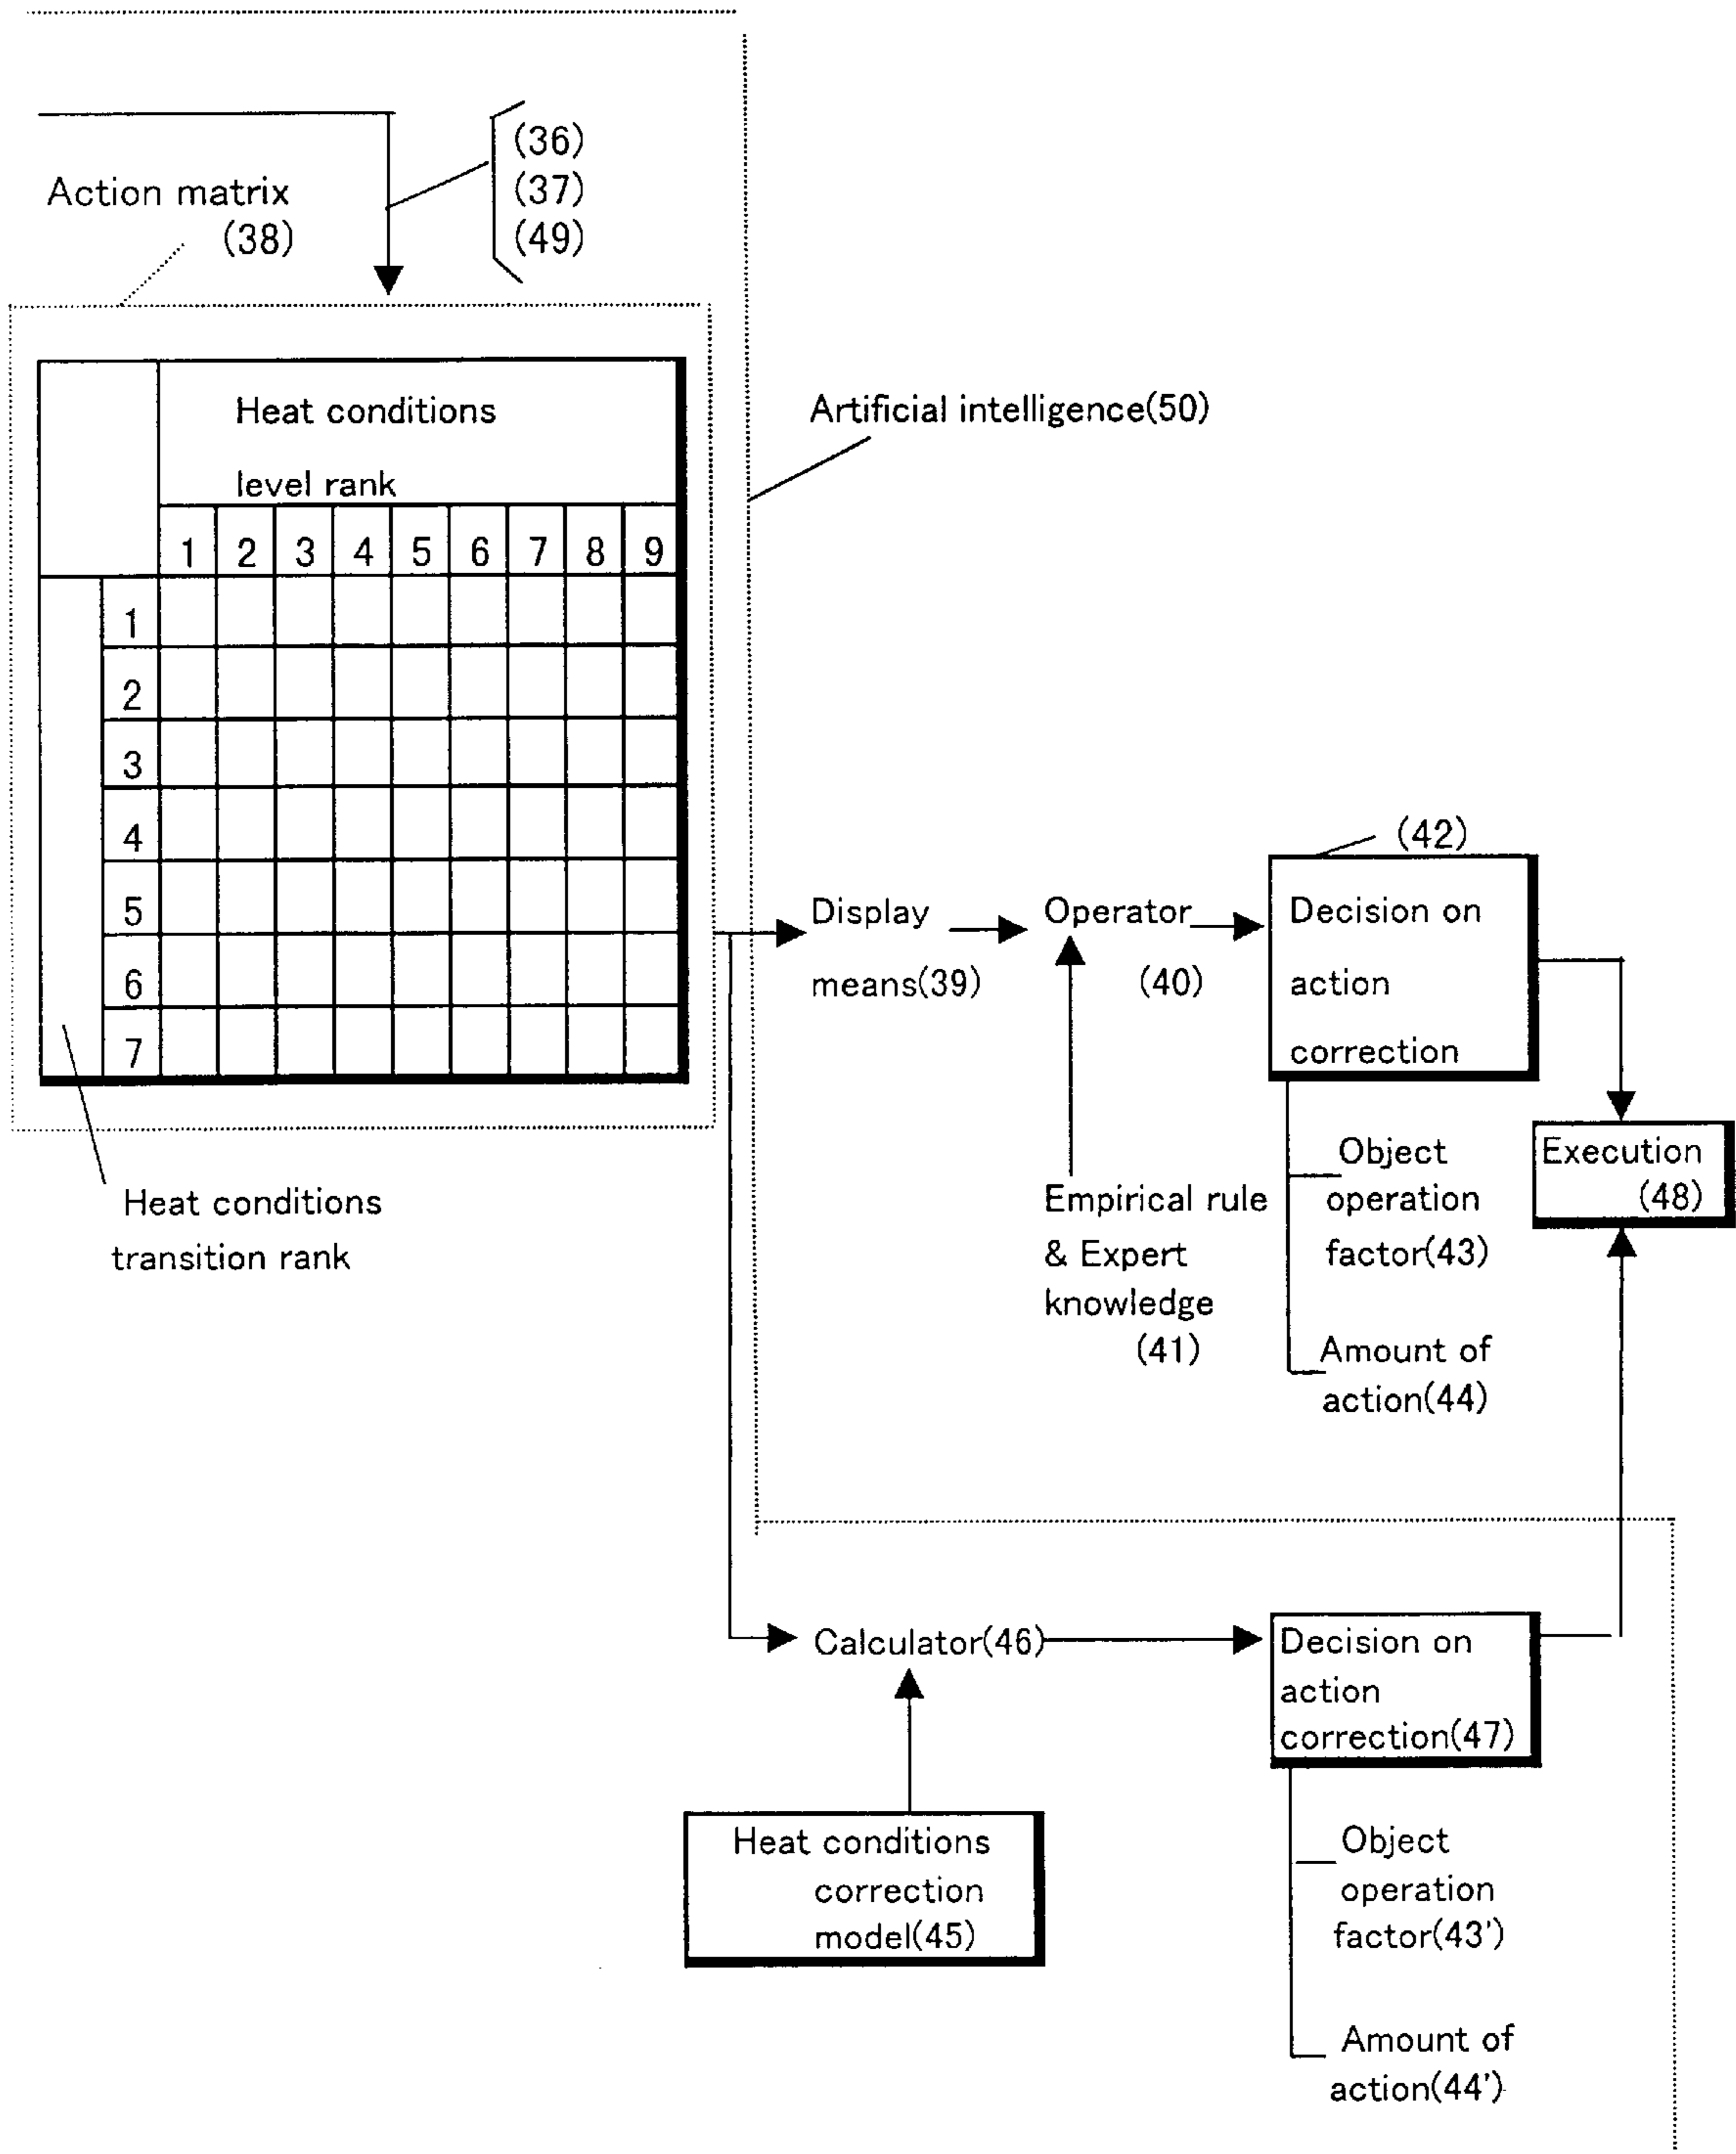 (36)
(37)
(49)
Action matrix
(38)
Heat conditions
level rank
1 2 3 4 5 6 7 8 9
1
2
3
4
5
6
7
Heat conditions
transition rank
Artificial intelligence(50)
Display
means(39)
Operator
(40)
Empirical rule
& Expert
knowledge
(41)
(42)
Decision on
action
correction
Object
operation
factor(43)
Amount of
action(44)
Execution
(48)
Calculator(46)
Heat conditions
correction
model(45)
Decision on
action
correction(47)
Object
operation
factor(43')
Amount of
action(44')